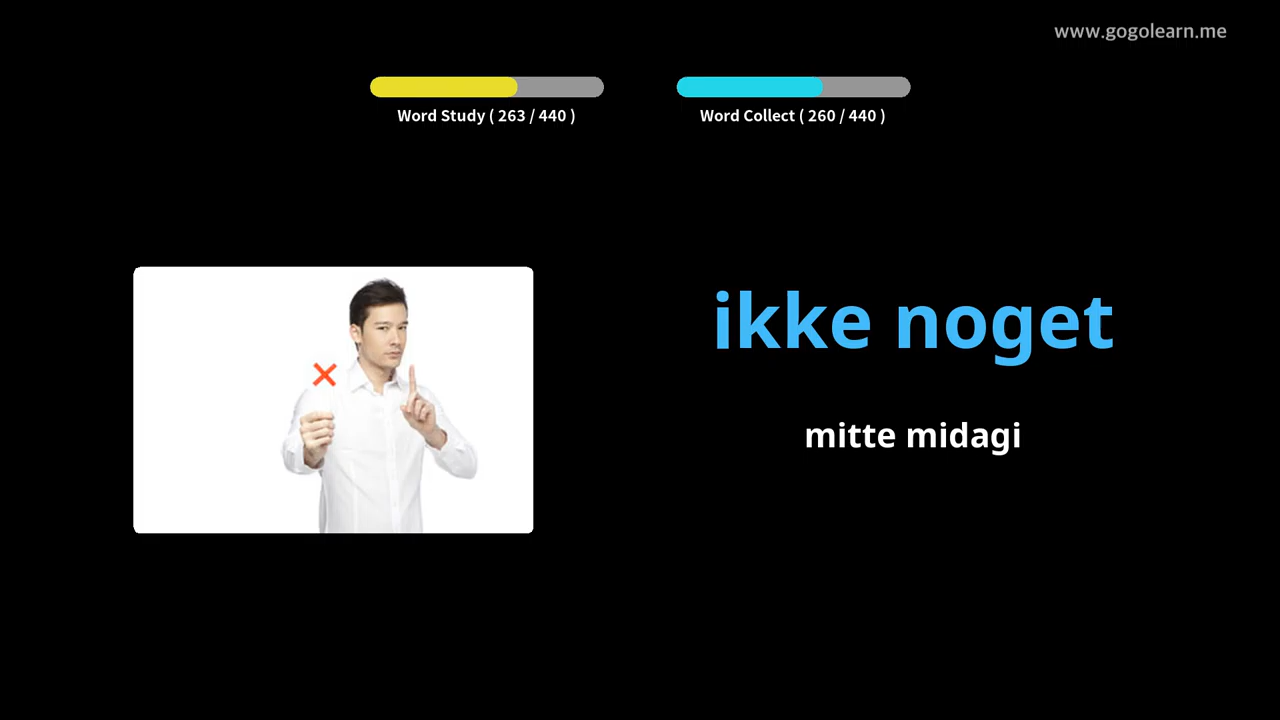 www.gogolearn.me
Word Study ( 263 / 440 )
Word Collect ( 260 / 440 )
ikke noget
mitte midagi